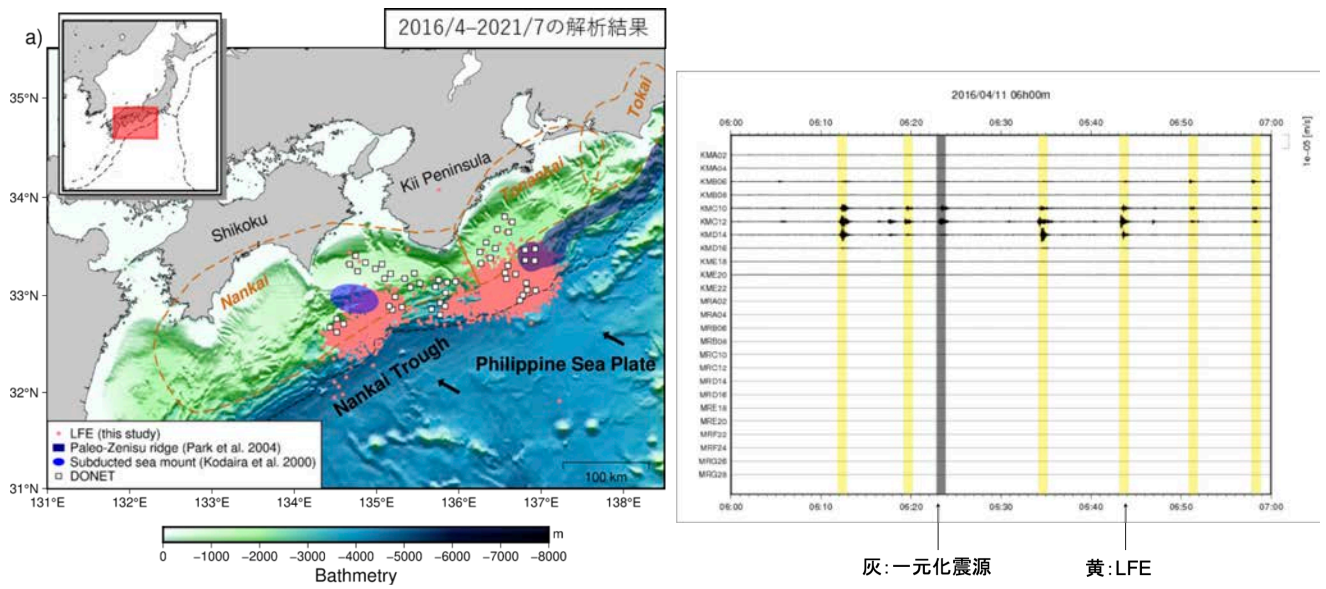 a)
2016/4–2021/7の解析結果
35°N
34°N
33°N
32°N
31°N
131°E
132°E
133°E
134°E
135°E
136°E
137°E
138°E
Tokai
Tonankai
Kii Peninsula
Shikoku
Nankai
Philippine Sea Plate
Nankai Trough
LFE (this study)
Paleo-Zenisu ridge (Park et al. 2004)
Subducted sea mount (Kodaira et al. 2000)
DONET
100 km
0 −1000 −2000 −3000 −4000 −5000 −6000 −7000 −8000 m
Bathmetry
2016/04/11 06h00m
06:00 06:10 06:20 06:30 06:40 06:50 07:00
1e-05 [m/s]
KMA02
KMA04
KMB06
KMB08
KMC10
KMC12
KMD14
KMD16
KME18
KME20
KME22
MRA02
MRA04
MRB06
MRB08
MRC10
MRC12
MRD14
MRD16
MRE18
MRE20
MRF22
MRF24
MRG26
MRG28
06:00 06:10 06:20 06:30 06:40 06:50 07:00
灰:一元化震源
黄:LFE